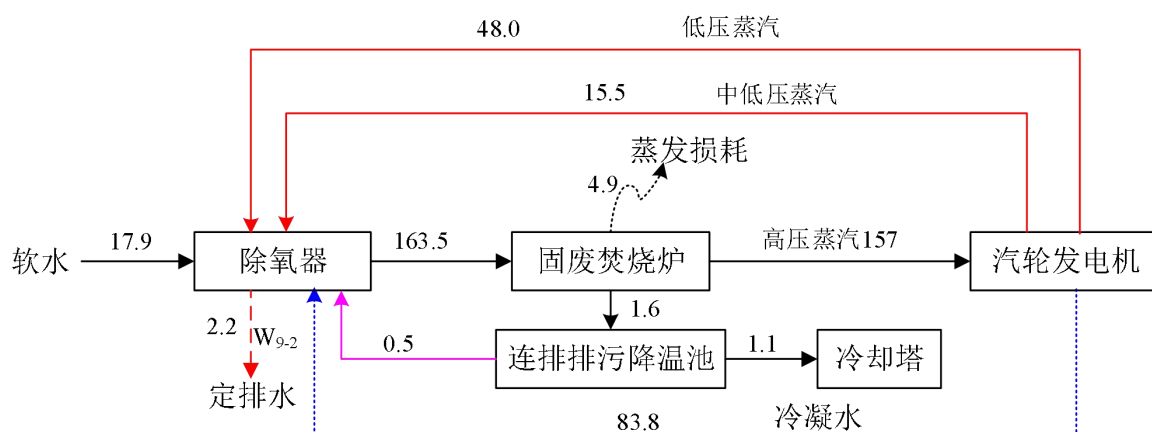 48.0 低压蒸汽
15.5 中低压蒸汽
蒸发损耗
4.9
软水 17.9 除氧器 163.5 固废焚烧炉 高压蒸汽157 汽轮发电机
1.6
2.2 W9-2 0.5 连排排污降温池 1.1 冷却塔
定排水
83.8 冷凝水